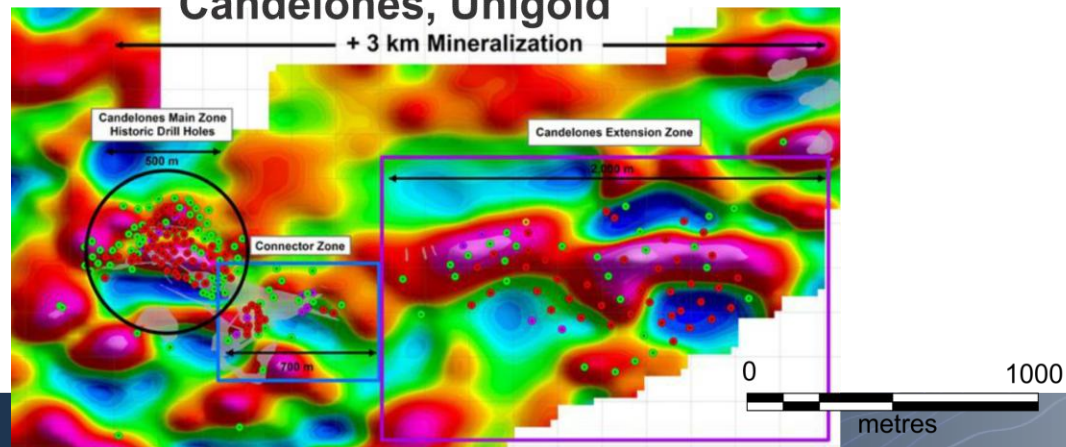 Candelones, Unigold
+ 3 km Mineralization
Candelones Main Zone
Historic Drill Holes
500 m
Candelones Extension Zone
2,000 m
Connector Zone
700 m
0 1000
metres